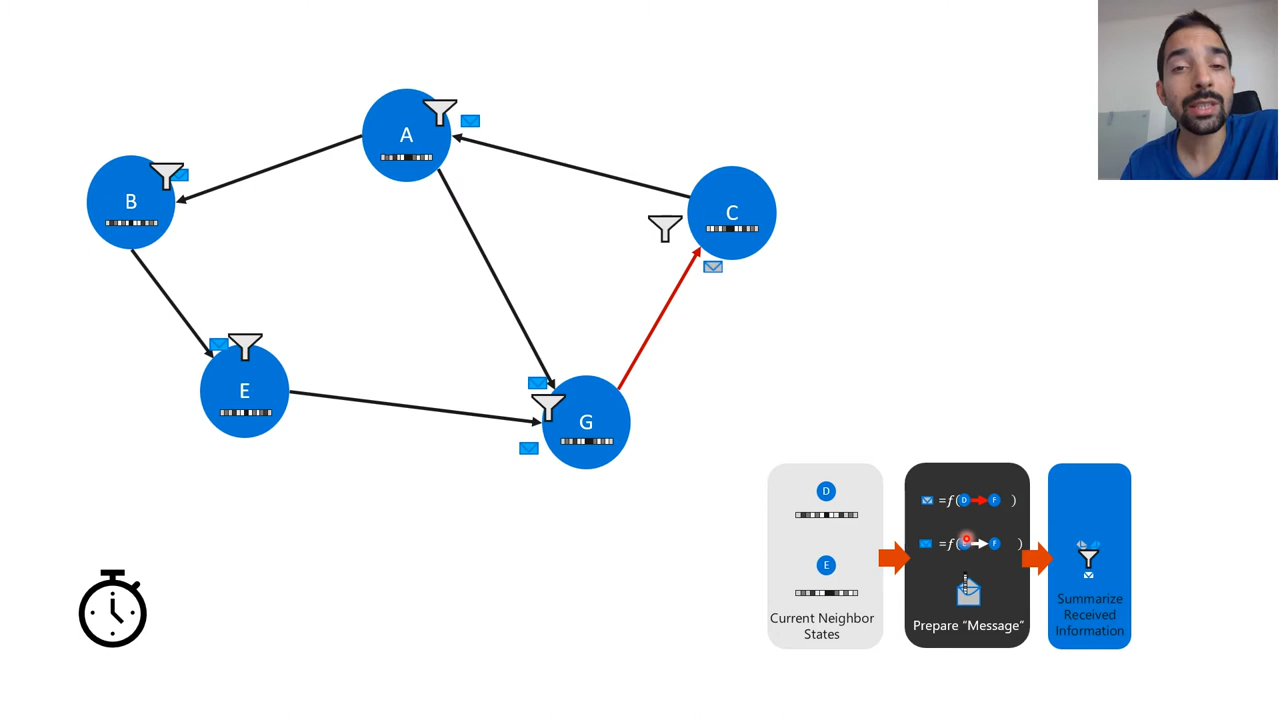 A
B
C
E
G
D
=f(D F )
E
=f( F )
Current Neighbor
States
Prepare “Message”
Summarize
Received
Information